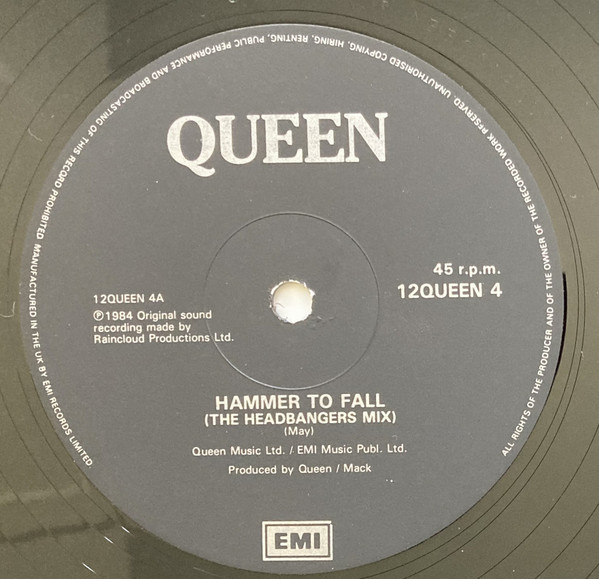 QUEEN
45 r.p.m.
12QUEEN 4
12QUEEN 4A
Ⓟ1984 Original sound
recording made by
Raincloud Productions Ltd.
HAMMER TO FALL
(THE HEADBANGERS MIX)
(May)
Queen Music Ltd. / EMI Music Publ. Ltd.
Produced by Queen / Mack
EMI
ALL RIGHTS OF THE PRODUCER AND OF THE OWNER OF THE RECORDED WORK RESERVED. UNAUTHORISED COPYING, HIRING, RENTING, PUBLIC PERFORMANCE AND BROADCASTING OF THIS RECORD PROHIBITED MANUFACTURED IN THE UK BY EMI RECORDS LIMITED.